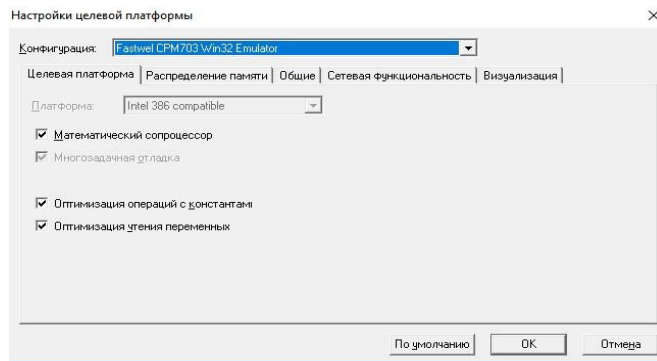 Настройки целевой платформы
Конфигурация: Fastwel CPM703 Win32 Emulator
Целевая платформа Распределение памяти Общие Сетевая функциональность Визуализация
Платформа: Intel 386 compatible
Математический сопроцессор
Многозадачная отладка
Оптимизация операций с константамı
Оптимизация чтения переменных
По умолчанию OK Отмена